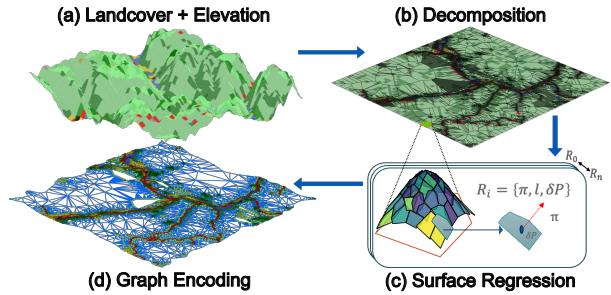 (a) Landcover + Elevation
(b) Decomposition
R₀
Rₙ
Rᵢ = {π, l, δP}
π
δP
(d) Graph Encoding
(c) Surface Regression